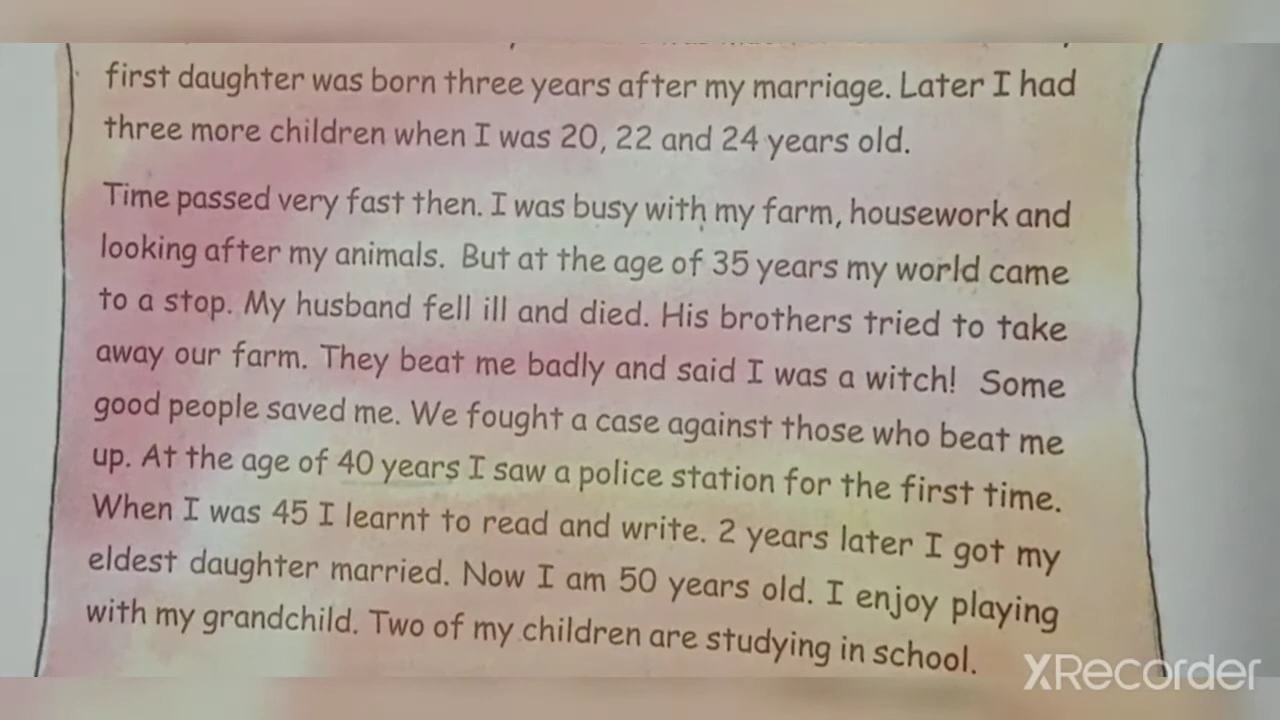 first daughter was born three years after my marriage. Later I had
three more children when I was 20, 22 and 24 years old.
Time passed very fast then. I was busy with my farm, housework and
looking after my animals. But at the age of 35 years my world came
to a stop. My husband fell ill and died. His brothers tried to take
away our farm. They beat me badly and said I was a witch! Some
good people saved me. We fought a case against those who beat me
up. At the age of 40 years I saw a police station for the first time.
When I was 45 I learnt to read and write. 2 years later I got my
eldest daughter married. Now I am 50 years old. I enjoy playing
with my grandchild. Two of my children are studying in school.
XRecorder